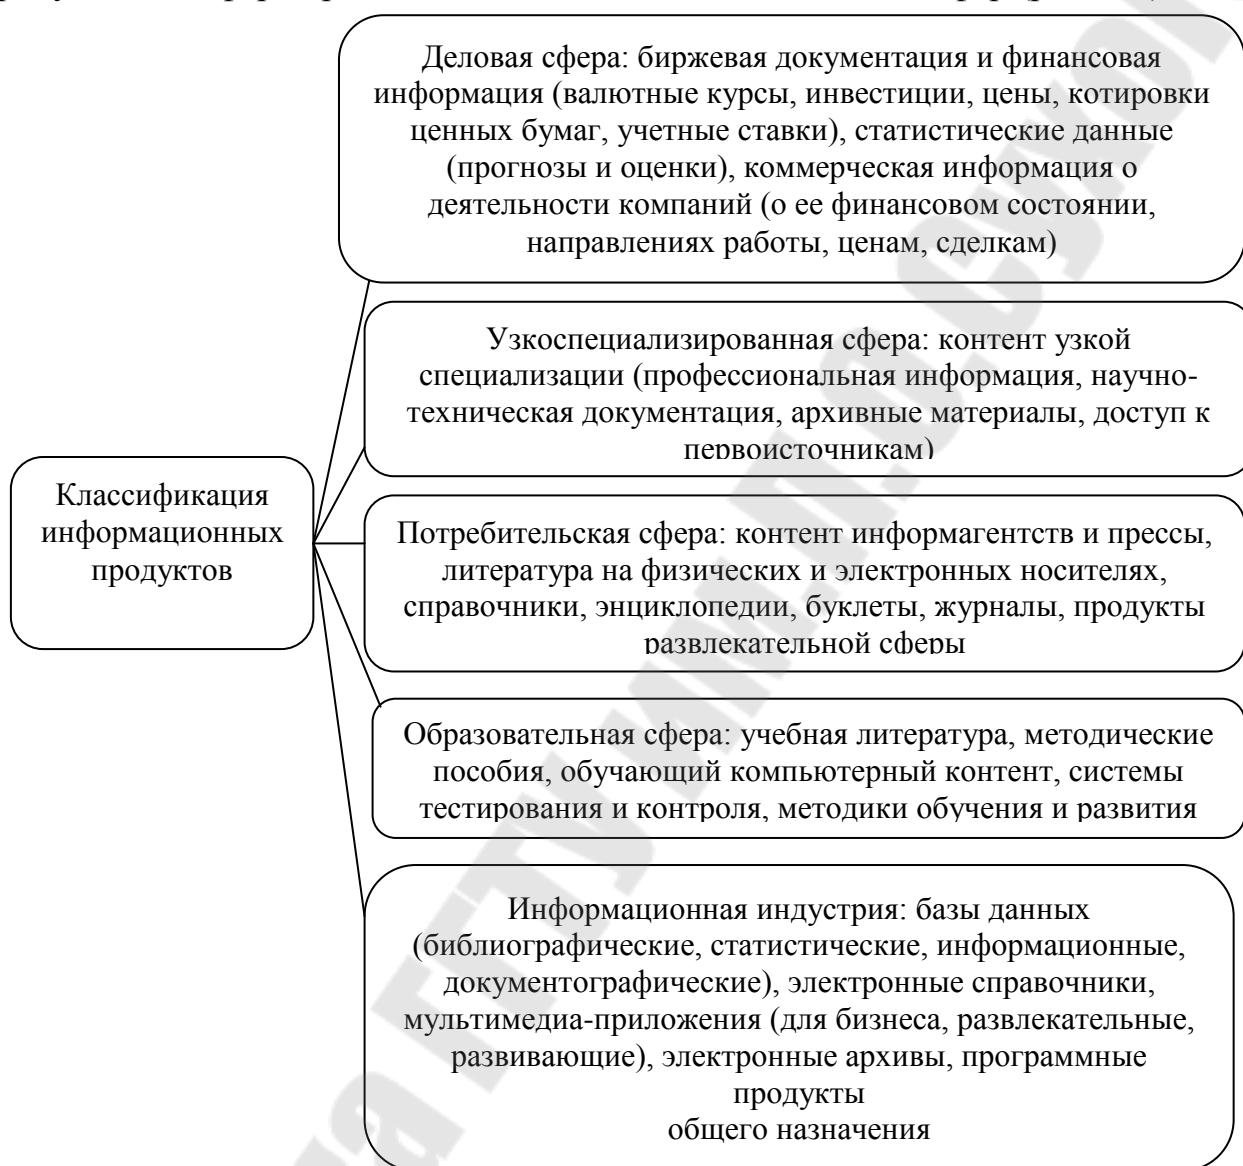 Деловая сфера: биржевая документация и финансовая
информация (валютные курсы, инвестиции, цены, котировки
ценных бумаг, учетные ставки), статистические данные
(прогнозы и оценки), коммерческая информация о
деятельности компаний (о ее финансовом состоянии,
направлениях работы, ценам, сделкам)
Узкоспециализированная сфера: контент узкой
специализации (профессиональная информация, научно-
техническая документация, архивные материалы, доступ к
первоисточникам)
Классификация
информационных
продуктов
Потребительская сфера: контент информагентств и прессы,
литература на физических и электронных носителях,
справочники, энциклопедии, буклеты, журналы, продукты
развлекательной сферы
Образовательная сфера: учебная литература, методические
пособия, обучающий компьютерный контент, системы
тестирования и контроля, методики обучения и развития
Информационная индустрия: базы данных
(библиографические, статистические, информационные,
документографические), электронные справочники,
мультимедиа-приложения (для бизнеса, развлекательные,
развивающие), электронные архивы, программные
продукты
общего назначения
ГГТУ им. П.О.